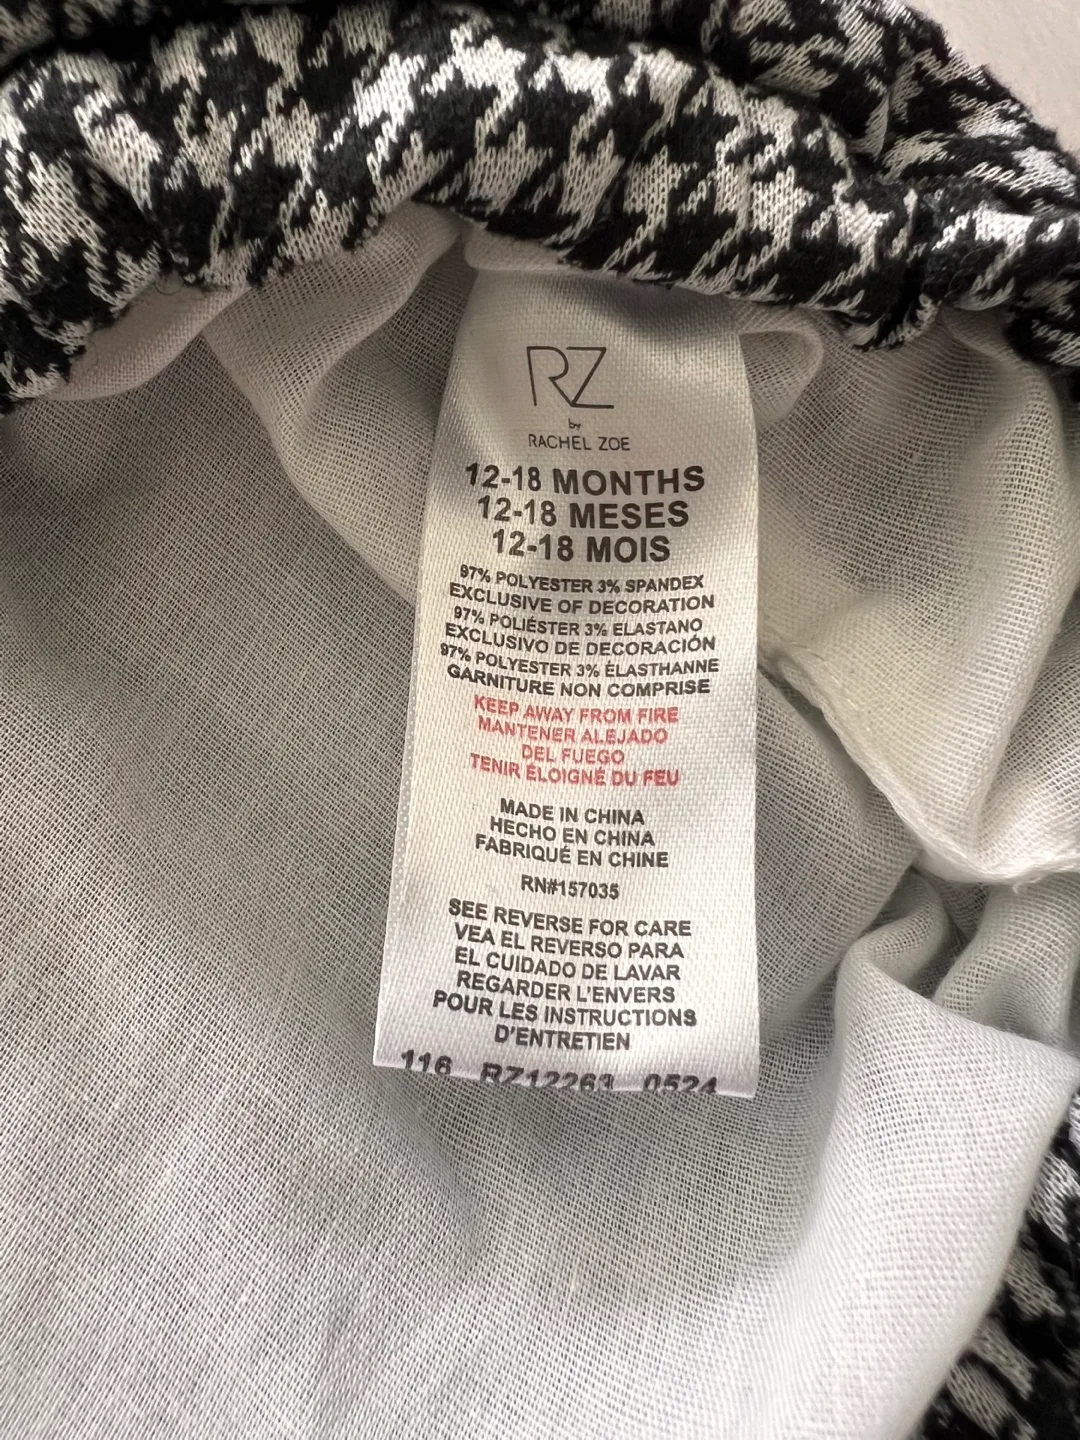 RZ
by
RACHEL ZOE
12-18 MONTHS
12-18 MESES
12-18 MOIS
97% POLYESTER 3% SPANDEX
EXCLUSIVE OF DECORATION
97% POLIÉSTER 3% ELASTANO
EXCLUSIVO DE DECORACIÓN
97% POLYESTER 3% ÉLASTHANNE
GARNITURE NON COMPRISE
KEEP AWAY FROM FIRE
MANTENER ALEJADO
DEL FUEGO
TENIR ÉLOIGNÉ DU FEU
MADE IN CHINA
HECHO EN CHINA
FABRIQUÉ EN CHINE
RN#157035
SEE REVERSE FOR CARE
VEA EL REVERSO PARA
EL CUIDADO DE LAVAR
REGARDER L'ENVERS
POUR LES INSTRUCTIONS
D'ENTRETIEN
116 RZ12263 0524